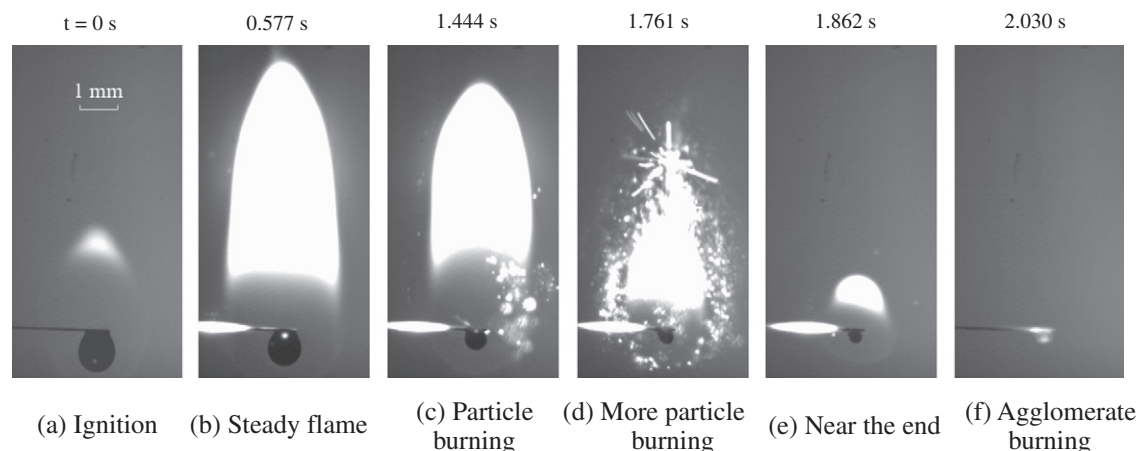 t = 0 s
0.577 s
1.444 s
1.761 s
1.862 s
2.030 s
1 mm
(a) Ignition
(b) Steady flame
(c) Particle
burning
(d) More particle
burning
(e) Near the end
(f) Agglomerate
burning